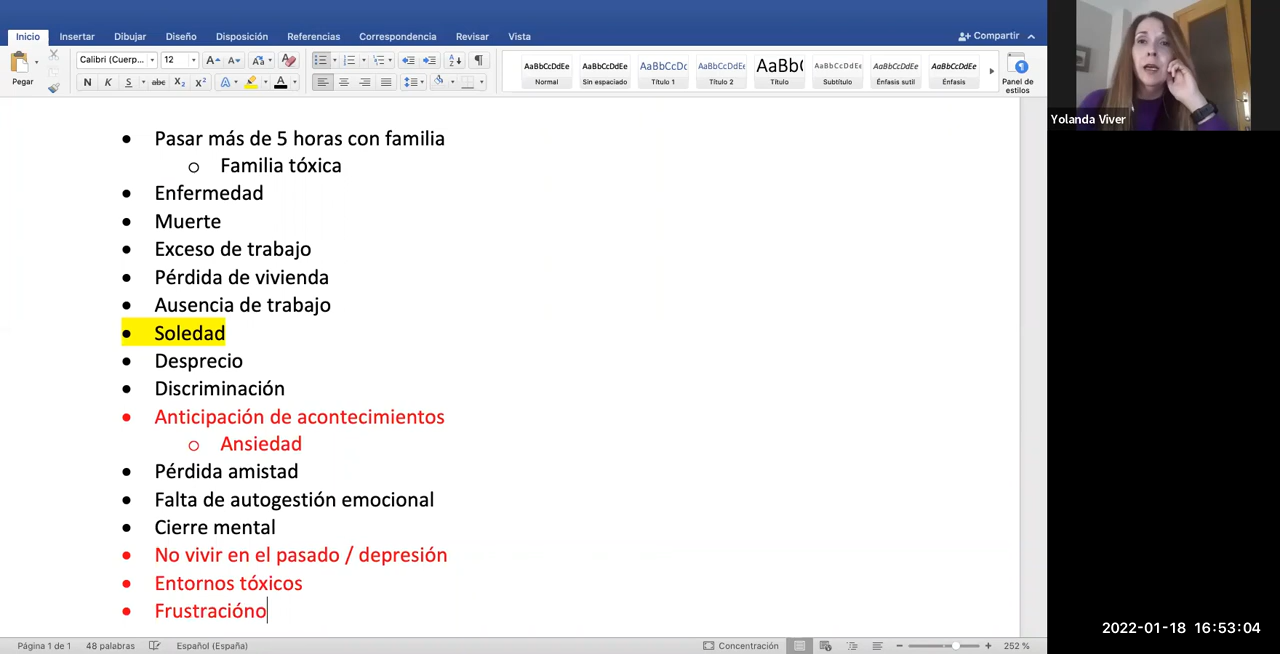 Inicio Insertar Dibujar Diseño Disposición Referencias Correspondencia Revisar Vista Compartir
Pegar Calibri (Cuerp... 12 A A Aa
N K S abc X₂ X² A A
AaBbCcDdEe AaBbCcDdEe AaBbCcDc AaBbCcDdEe AaBb( AaBbCcDdEe AaBbCcDdEe AaBbCcDdEe
Normal Sin espaciado Título 1 Título 2 Título Subtítulo Énfasis sutil Énfasis Panel de estilos
Yolanda Viver
• Pasar más de 5 horas con familia
o Familia tóxica
• Enfermedad
• Muerte
• Exceso de trabajo
• Pérdida de vivienda
• Ausencia de trabajo
• Soledad
• Desprecio
• Discriminación
• Anticipación de acontecimientos
o Ansiedad
• Pérdida amistad
• Falta de autogestión emocional
• Cierre mental
• No vivir en el pasado / depresión
• Entornos tóxicos
• Frustracióno
2022-01-18 16:53:04
Página 1 de 1 48 palabras Español (España) Concentración 252 %